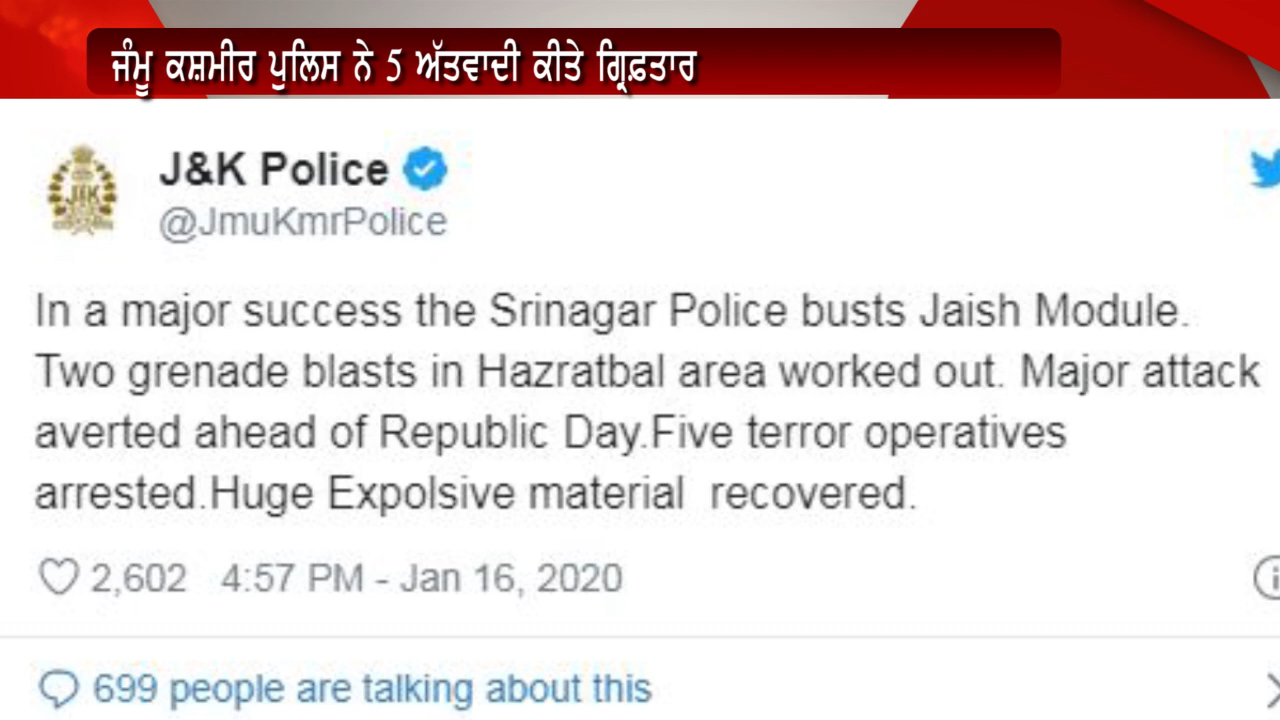 ਜੰਮੂ ਕਸ਼ਮੀਰ ਪੁਲਿਸ ਨੇ 5 ਅੱਤਵਾਦੀ ਕੀਤੇ ਗ੍ਰਿਫ਼ਤਾਰ
J&K Police
@JmuKmrPolice
In a major success the Srinagar Police busts Jaish Module.
Two grenade blasts in Hazratbal area worked out. Major attack
averted ahead of Republic Day.Five terror operatives
arrested.Huge Expolsive material recovered.
2,602 4:57 PM - Jan 16, 2020
699 people are talking about this